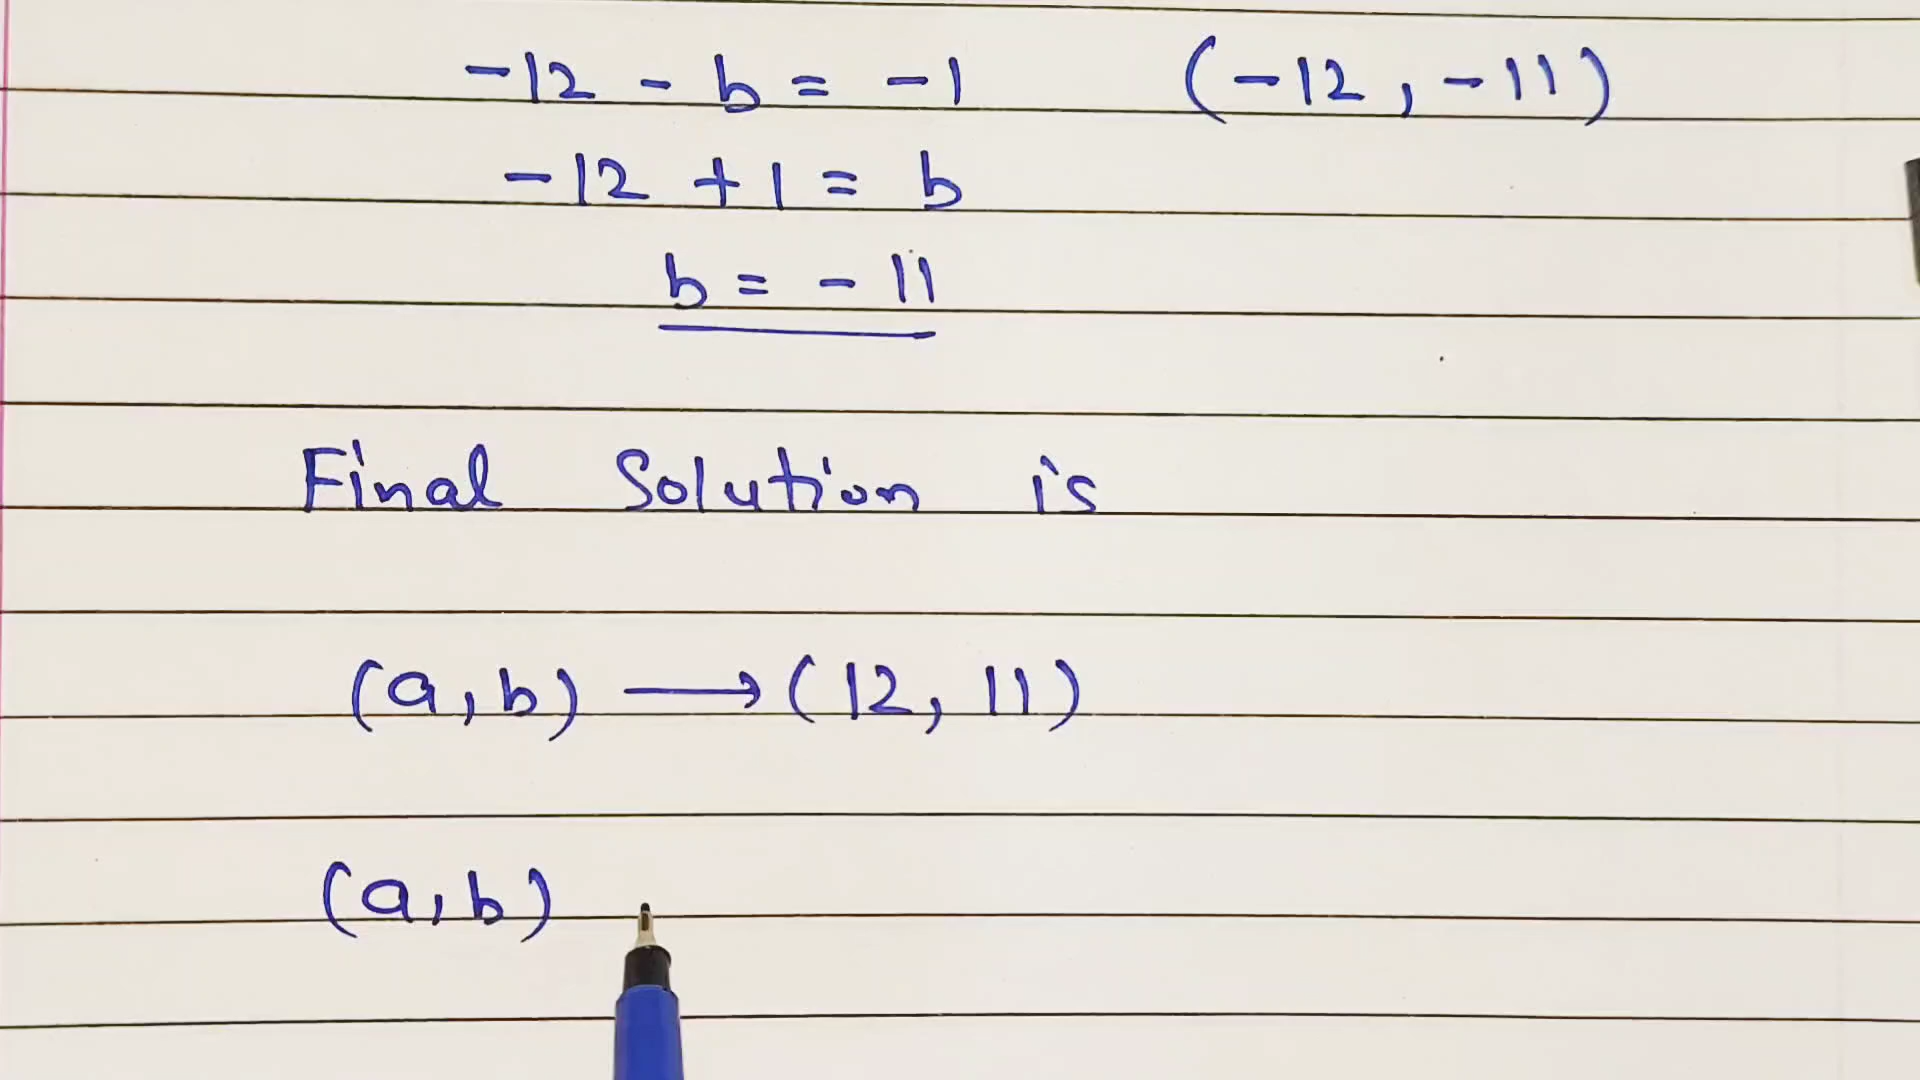 -12 - b = -1 (-12, -11)
-12 + 1 = b
b = - 11
Final Solution is
(a, b) → (12, 11)
(a, b)